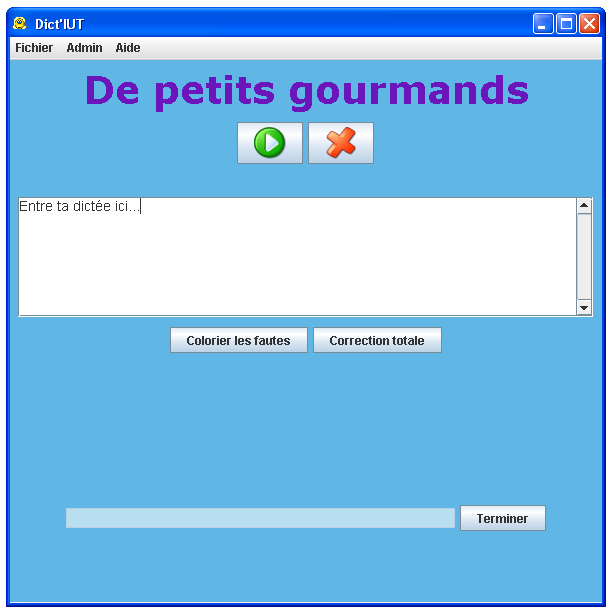 Dict'IUT
Fichier Admin Aide
De petits gourmands
Entre ta dictée ici...
Colorier les fautes Correction totale
Terminer